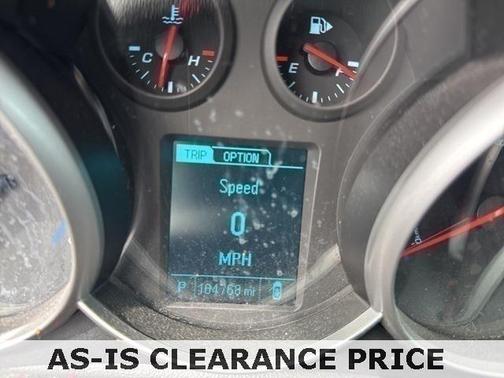 C H
E F
TRIP OPTION
Speed
0
MPH
P 104768 mi
AS-IS CLEARANCE PRICE